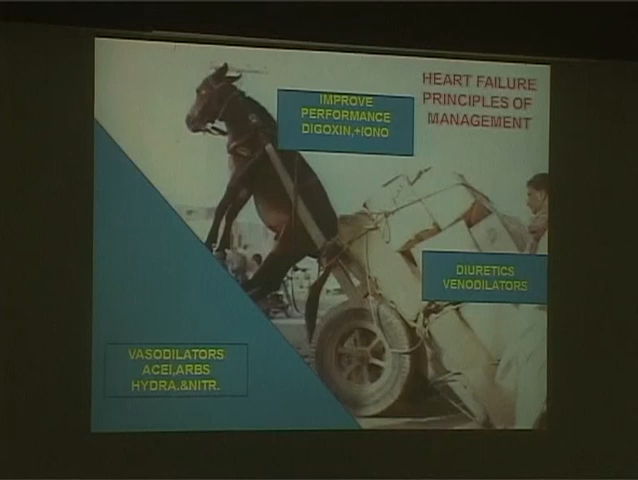 HEART FAILURE
PRINCIPLES OF
MANAGEMENT
IMPROVE
PERFORMANCE
DIGOXIN,+IONO
DIURETICS
VENODILATORS
VASODILATORS
ACEI,ARBS
HYDRA.&NITR.